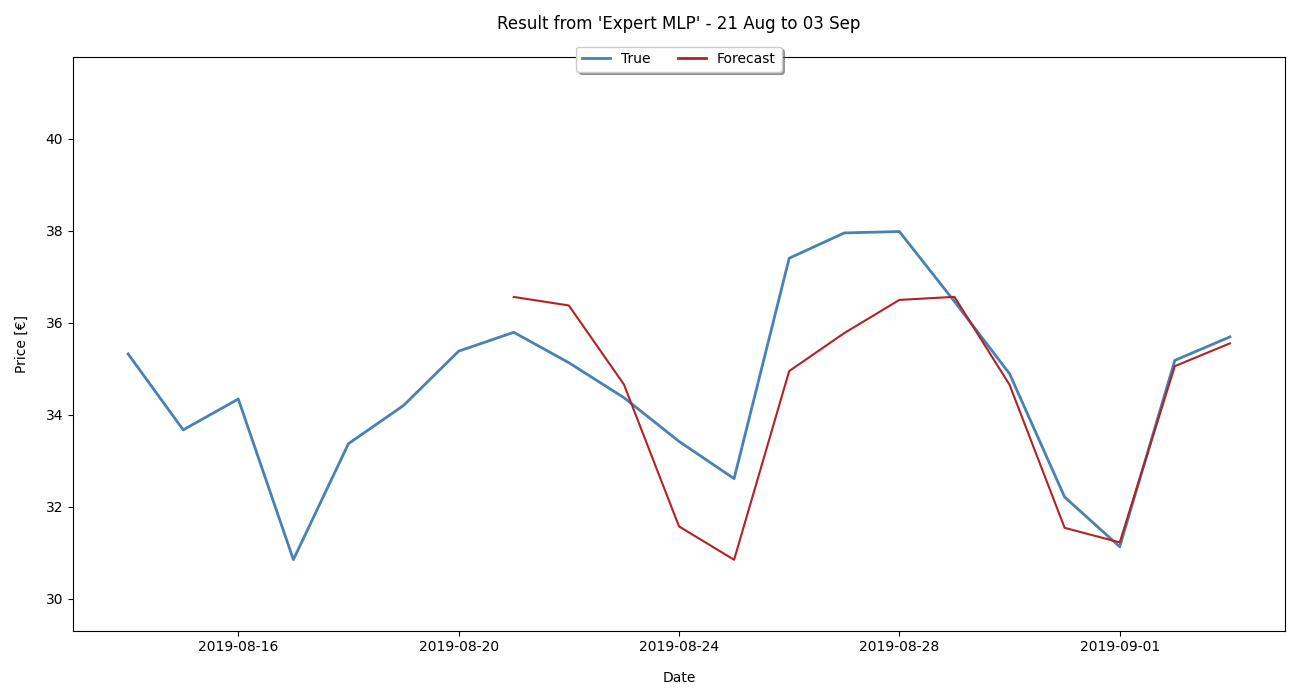 Result from 'Expert MLP' - 21 Aug to 03 Sep
True Forecast
Price [€]
40
38
36
34
32
30
2019-08-16 2019-08-20 2019-08-24 2019-08-28 2019-09-01
Date